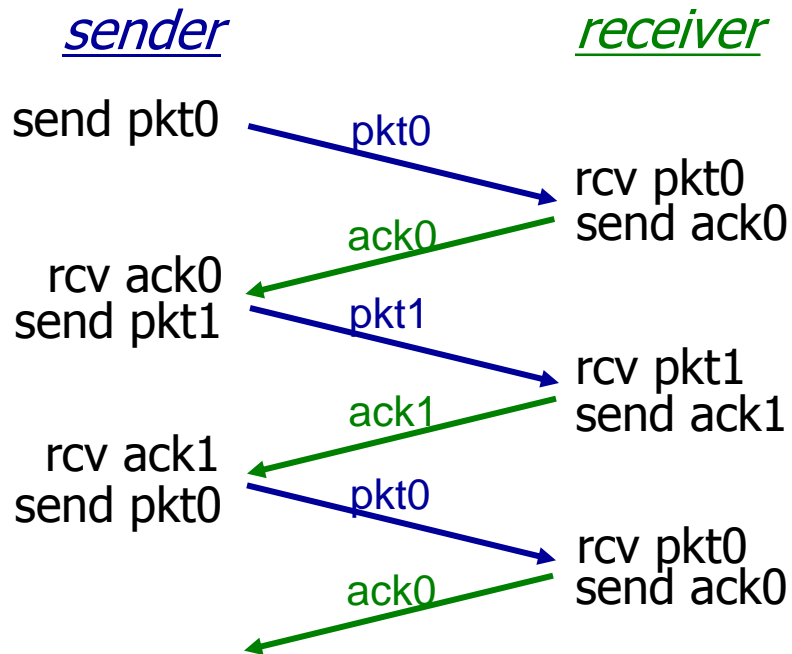 sender
receiver
send pkt0
pkt0
rcv pkt0
send ack0
ack0
rcv ack0
send pkt1
pkt1
rcv pkt1
send ack1
ack1
rcv ack1
send pkt0
pkt0
rcv pkt0
send ack0
ack0